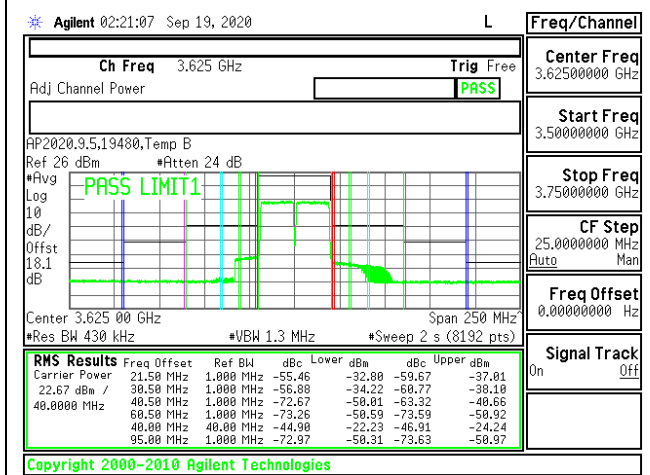 Agilent 02:21:07 Sep 19, 2020 L
Ch Freq 3.625 GHz Trig Free
Adj Channel Power PASS
AP2020.9.5,19480,Temp B
Ref 26 dBm #Atten 24 dB
#Avg
Log
10
dB/
Offst
18.1
dB
PASS LIMIT1
Center 3.625 00 GHz Span 250 MHz^
#Res BW 430 kHz #VBW 1.3 MHz #Sweep 2 s (8192 pts)
RMS Results Freq Offset Ref BW dBc Lower dBm dBc Upper dBm
Carrier Power 21.50 MHz 1.000 MHz -55.46 -32.80 -59.67 -37.01
22.67 dBm / 30.50 MHz 1.000 MHz -56.88 -34.22 -60.77 -38.10
40.0000 MHz 40.50 MHz 1.000 MHz -72.67 -50.01 -63.32 -40.66
60.50 MHz 1.000 MHz -73.26 -50.59 -73.59 -50.92
40.00 MHz 40.00 MHz -44.90 -22.23 -46.91 -24.24
95.00 MHz 1.000 MHz -72.97 -50.31 -73.63 -50.97
Copyright 2000-2010 Agilent Technologies
Freq/Channel
Center Freq
3.62500000 GHz
Start Freq
3.50000000 GHz
Stop Freq
3.75000000 GHz
CF Step
25.0000000 MHz
Auto Man
Freq Offset
0.00000000 Hz
Signal Track
On Off